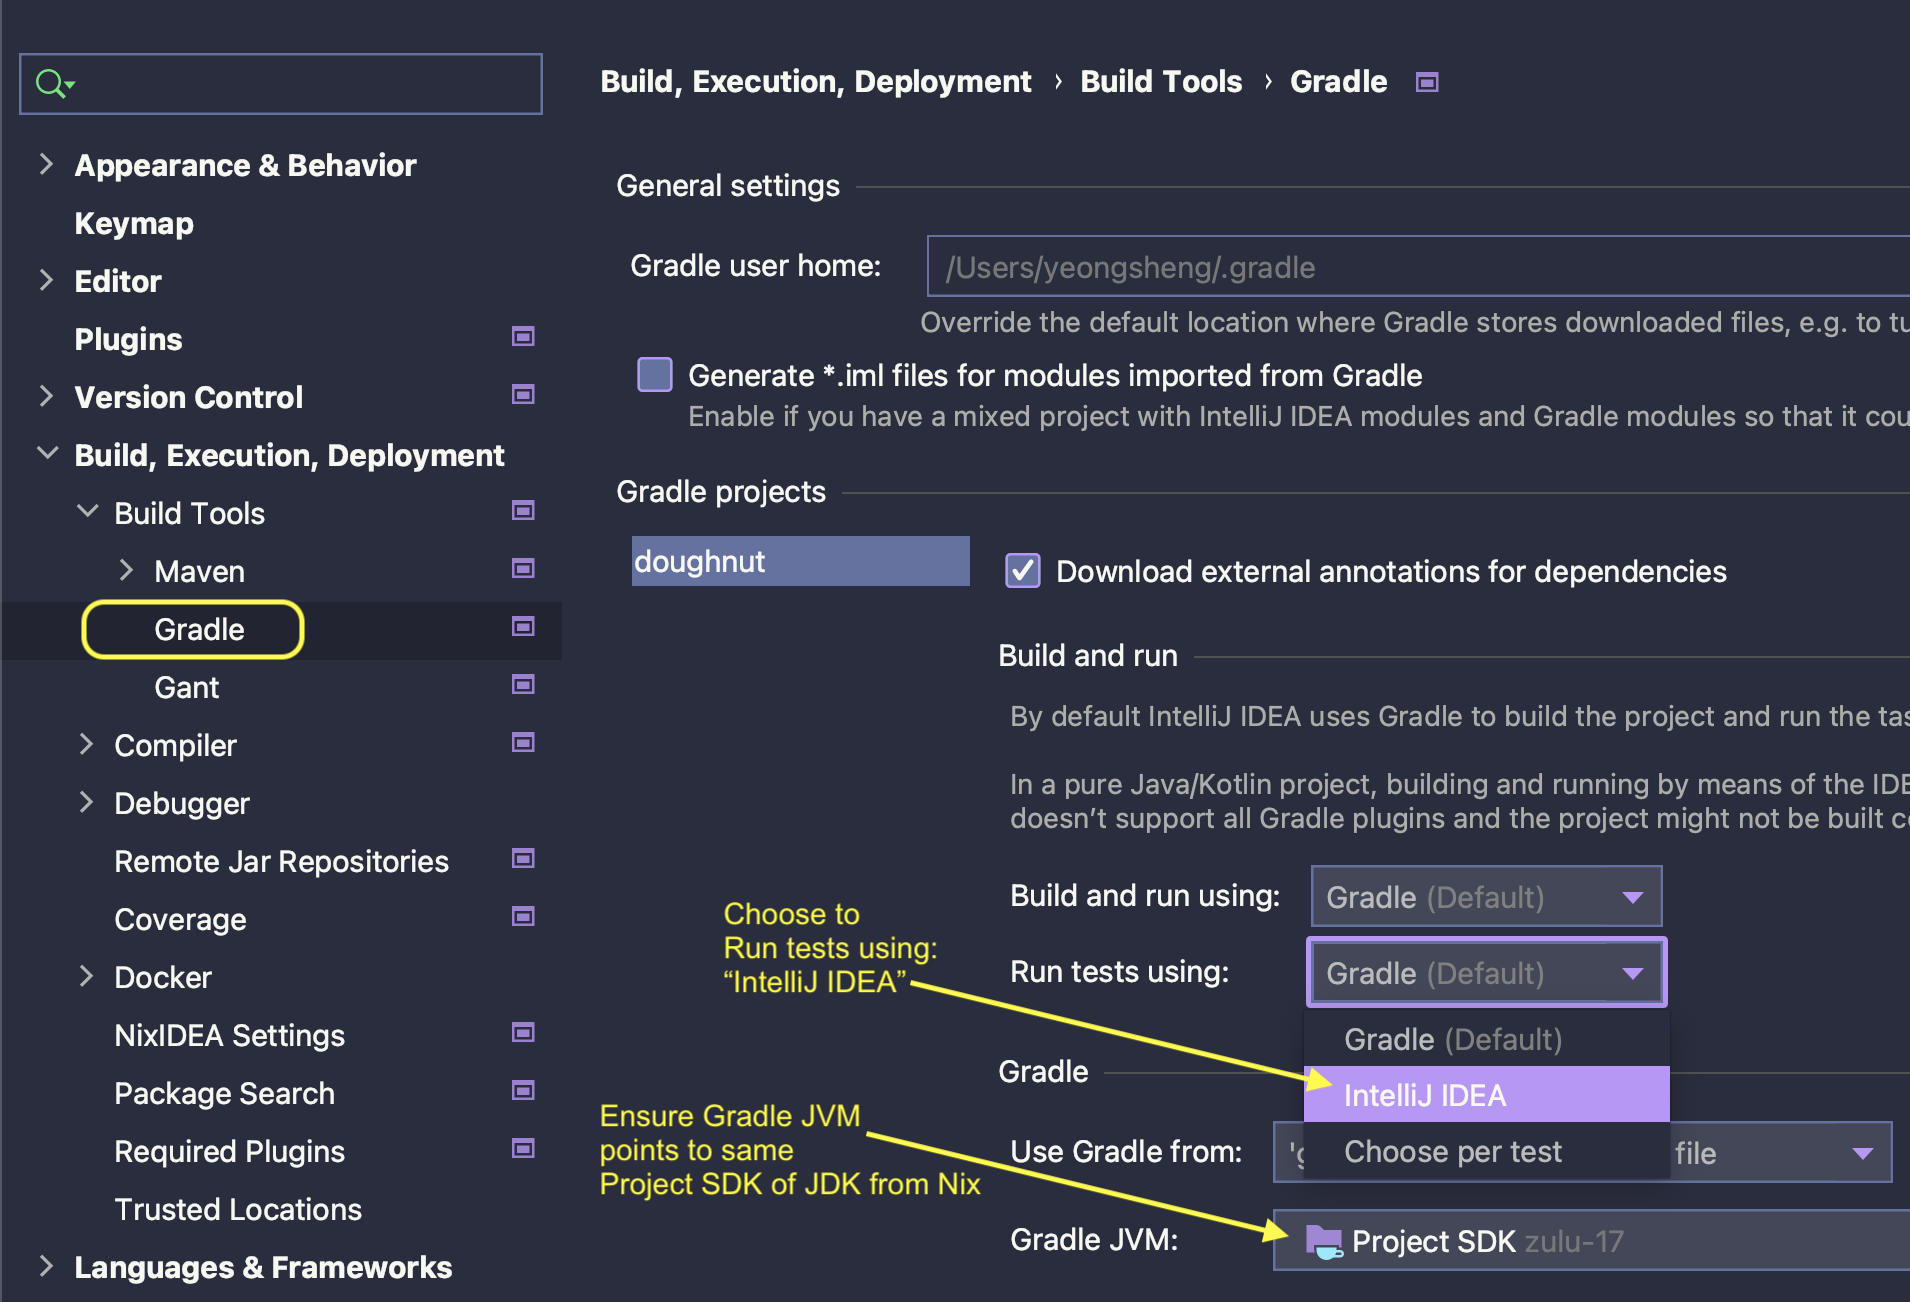 Build, Execution, Deployment › Build Tools › Gradle
Appearance & Behavior
Keymap
Editor
Plugins
Version Control
Build, Execution, Deployment
Build Tools
Maven
Gradle
Gant
Compiler
Debugger
Remote Jar Repositories
Coverage
Docker
NixIDEA Settings
Package Search
Required Plugins
Trusted Locations
Languages & Frameworks
General settings
Gradle user home: /Users/yeongsheng/.gradle
Override the default location where Gradle stores downloaded files, e.g. to
Generate *.iml files for modules imported from Gradle
Enable if you have a mixed project with IntelliJ IDEA modules and Gradle modules so that it
Gradle projects
doughnut
Download external annotations for dependencies
Build and run
By default IntelliJ IDEA uses Gradle to build the project and run the
In a pure Java/Kotlin project, building and running by means of the
doesn’t support all Gradle plugins and the project might not be built
Build and run using: Gradle (Default)
Choose to
Run tests using:
“IntelliJ IDEA”
Run tests using: Gradle (Default)
Gradle (Default)
IntelliJ IDEA
Choose per test
Gradle
Ensure Gradle JVM
points to same
Project SDK of JDK from Nix
Use Gradle from: file
Gradle JVM: Project SDK zulu-17